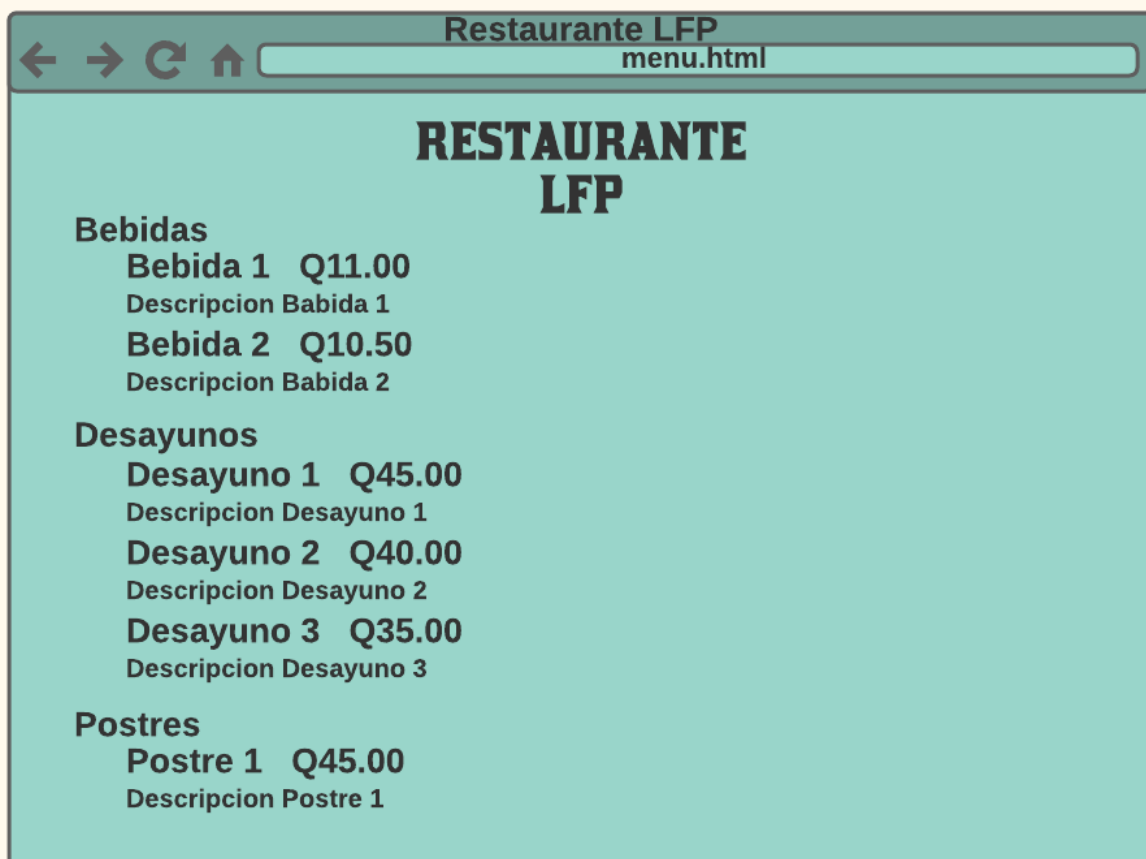 Restaurante LFP
menu.html
RESTAURANTE
LFP
Bebidas
Bebida 1 Q11.00
Descripcion Babida 1
Bebida 2 Q10.50
Descripcion Babida 2
Desayunos
Desayuno 1 Q45.00
Descripcion Desayuno 1
Desayuno 2 Q40.00
Descripcion Desayuno 2
Desayuno 3 Q35.00
Descripcion Desayuno 3
Postres
Postre 1 Q45.00
Descripcion Postre 1